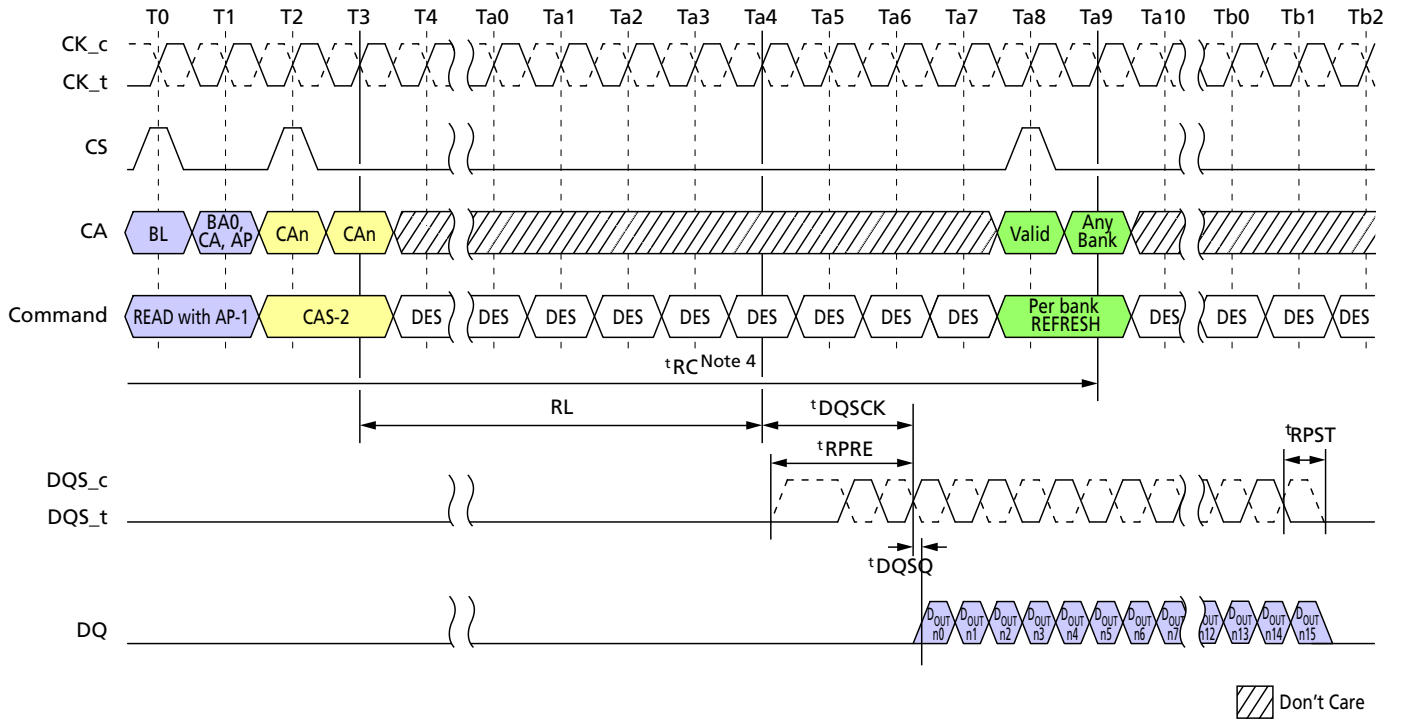 T0 T1 T2 T3 T4 Ta0 Ta1 Ta2 Ta3 Ta4 Ta5 Ta6 Ta7 Ta8 Ta9 Ta10 Tb0 Tb1 Tb2
CK_c
CK_t
CS
CA BL BA0, CA, AP CAn CAn Valid Any Bank
Command READ with AP-1 CAS-2 DES DES DES DES DES DES DES DES DES Per bank REFRESH DES DES DES DES
tRC Note 4
RL tDQSCK
tRPRE tRPST
DQS_c
DQS_t
tDQSQ
DQ DOUT n0 DOUT n1 DOUT n2 DOUT n3 DOUT n4 DOUT n5 DOUT n6 DOUT n7 OUT n12 DOUT n13 DOUT n14 DOUT n15
Don't Care